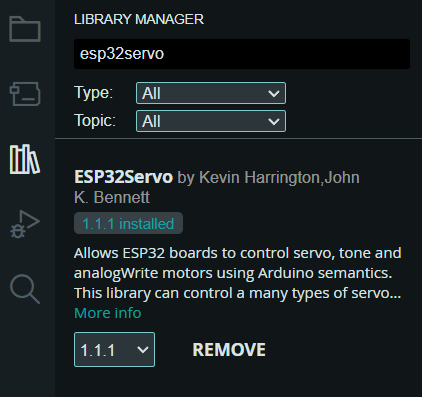 LIBRARY MANAGER
esp32servo
Type: All
Topic: All
ESP32Servo by Kevin Harrington,John
K. Bennett
1.1.1 installed
Allows ESP32 boards to control servo, tone and
analogWrite motors using Arduino semantics.
This library can control a many types of servo...
More info
1.1.1 REMOVE